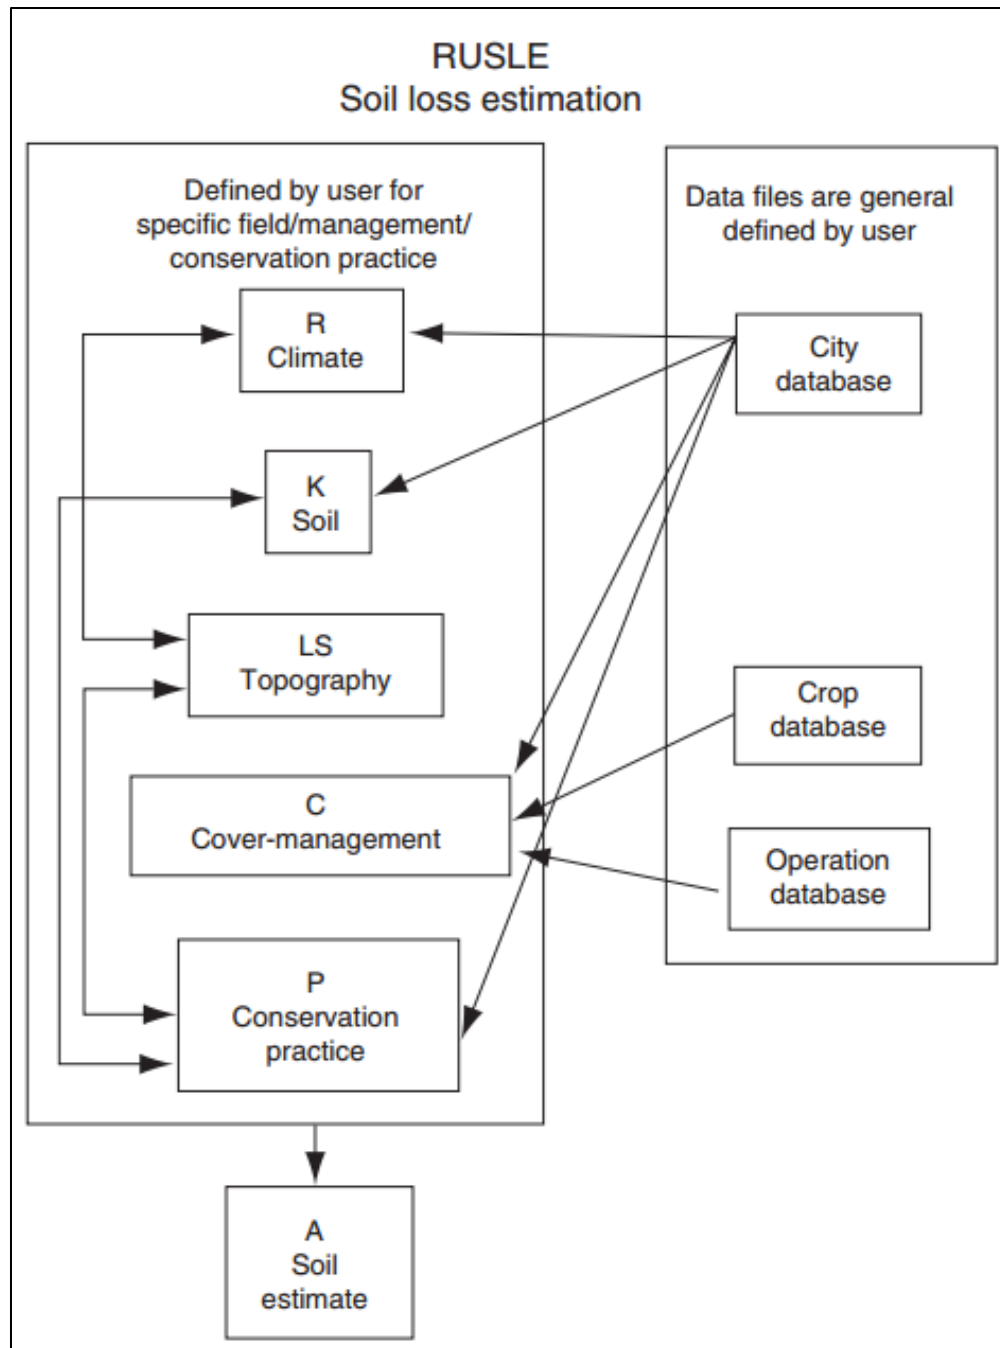 RUSLE
Soil loss estimation
Defined by user for
specific field/management/
conservation practice
R
Climate
K
Soil
LS
Topography
C
Cover-management
P
Conservation
practice
A
Soil
estimate
Data files are general
defined by user
City
database
Crop
database
Operation
database